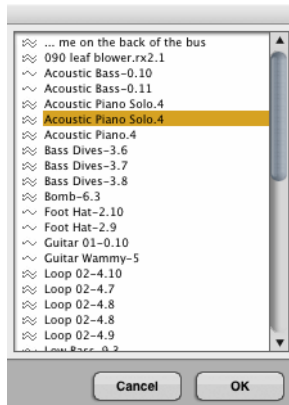 ... me on the back of the bus
090 leaf blower.rx2.1
Acoustic Bass-0.10
Acoustic Bass-0.11
Acoustic Piano Solo.4
Acoustic Piano Solo.4
Acoustic Piano.4
Bass Dives-3.6
Bass Dives-3.7
Bass Dives-3.8
Bomb-6.3
Foot Hat-2.10
Foot Hat-2.9
Guitar 01-0.10
Guitar Wammy-5
Loop 02-4.10
Loop 02-4.7
Loop 02-4.8
Loop 02-4.8
Loop 02-4.9
Low Bass-9.3
Cancel OK